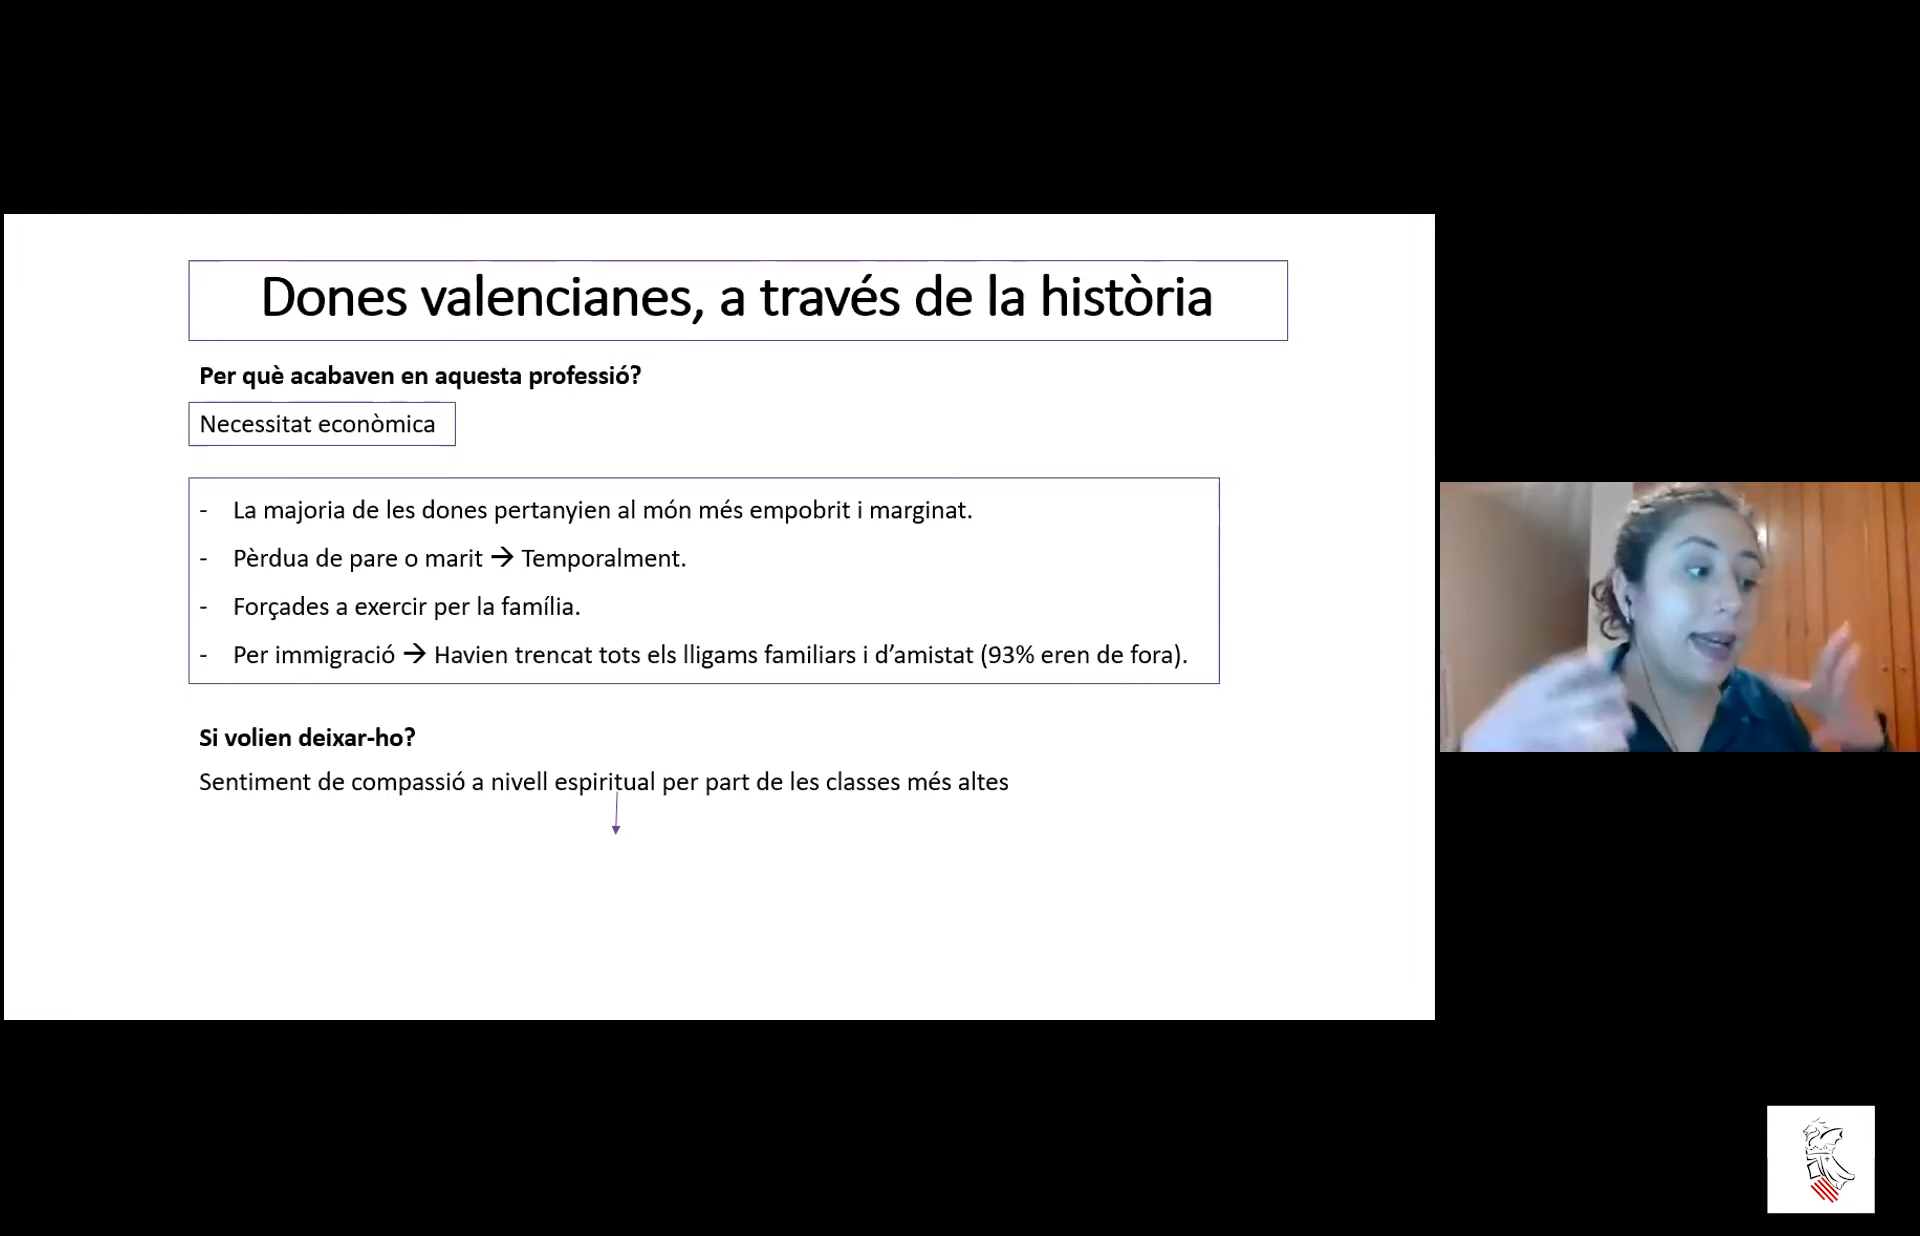 Dones valencianes, a través de la història
Per què acabaven en aquesta professió?
Necessitat econòmica
- La majoria de les dones pertanyien al món més empobrit i marginat.
- Pèrdua de pare o marit → Temporalment.
- Forçades a exercir per la família.
- Per immigració → Havien trencat tots els lligams familiars i d’amistat (93% eren de fora).
Si volien deixar-ho?
Sentiment de compassió a nivell espiritual per part de les classes més altes